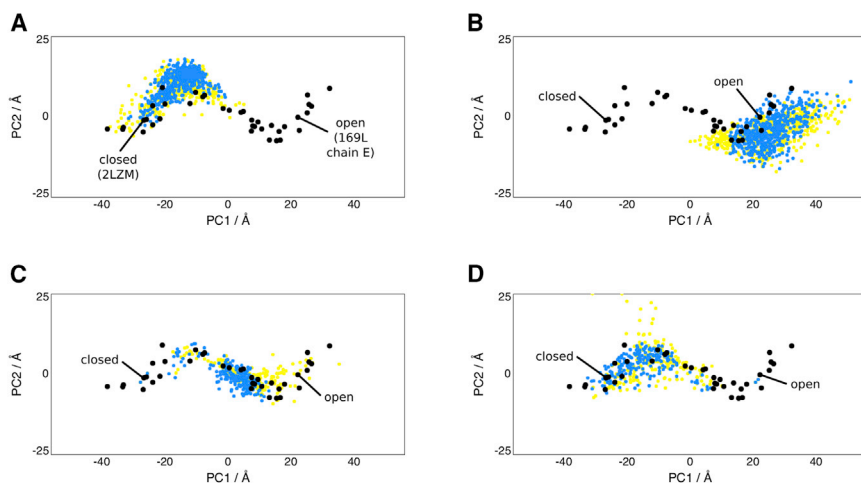 A
25
0
-25
PC2 / Å
closed
(2LZM)
open
(169L
chain E)
-40
-20
0
20
40
PC1 / Å
B
25
0
-25
PC2 / Å
closed
open
-40
-20
0
20
40
PC1 / Å
C
25
0
-25
PC2 / Å
closed
open
-40
-20
0
20
40
PC1 / Å
D
25
0
-25
PC2 / Å
closed
open
-40
-20
0
20
40
PC1 / Å